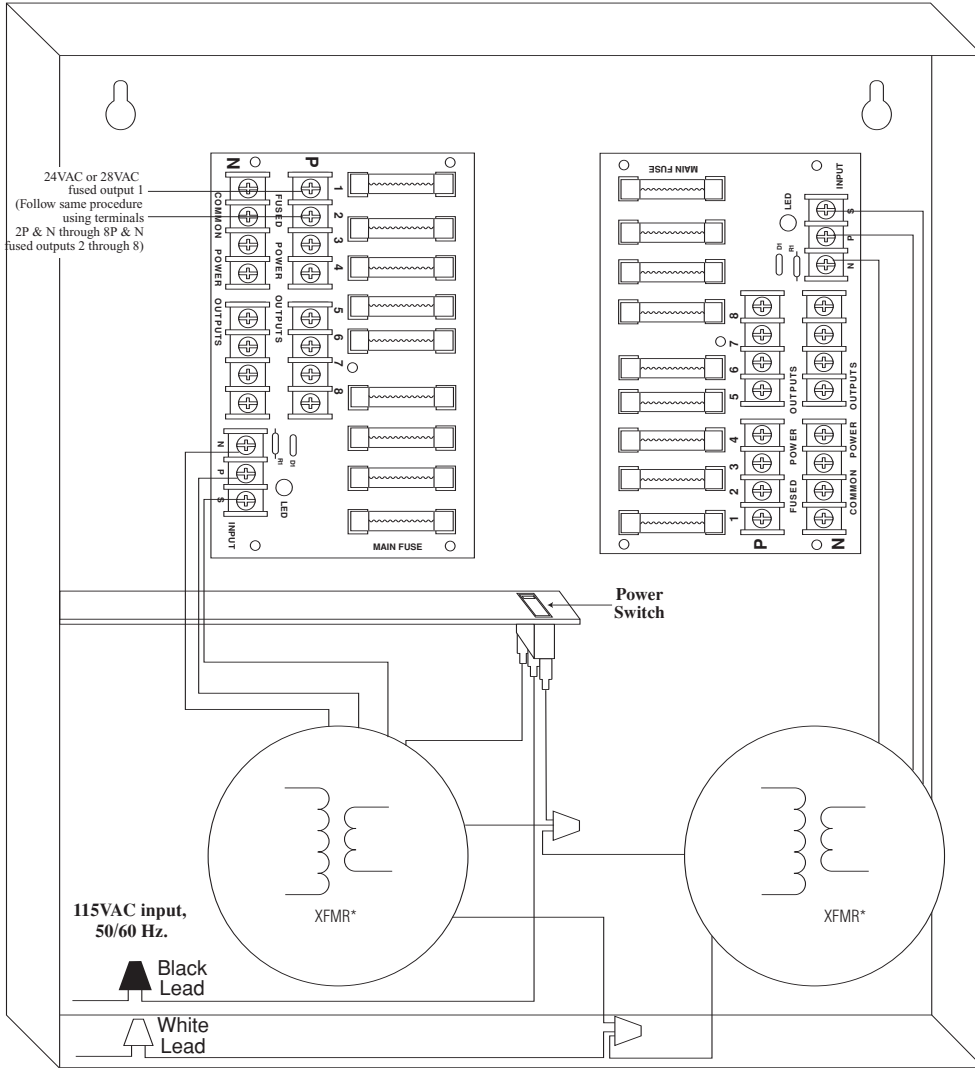 24VAC or 28VAC
fused output 1
(Follow same procedure
using terminals
2P & N through 8P & N
fused outputs 2 through 8)
N
P
COMMON POWER OUTPUTS
FUSED POWER OUTPUTS
1
2
3
4
5
6
7
8
N
P
S
INPUT
R1
D1
LED
MAIN FUSE
MAIN FUSE
INPUT
LED
S
P
N
D1
R1
8
7
6
5
4
3
2
1
FUSED POWER OUTPUTS
COMMON POWER OUTPUTS
P
N
Power
Switch
XFMR*
XFMR*
115VAC input,
50/60 Hz.
Black
Lead
White
Lead